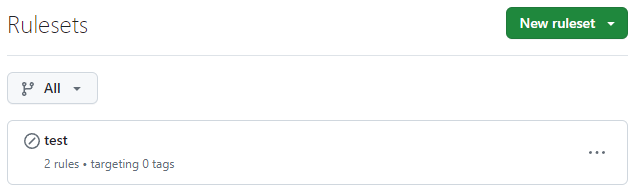 Rulesets
New ruleset
All
test
2 rules • targeting 0 tags